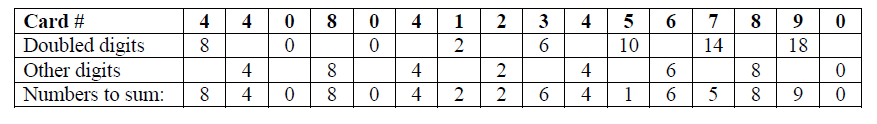 Card # 4 4 0 8 0 4 1 2 3 4 5 6 7 8 9 0
Doubled digits 8 0 0 2 6 10 14 18
Other digits 4 8 4 2 4 6 8 0
Numbers to sum: 8 4 0 8 0 4 2 2 6 4 1 6 5 8 9 0